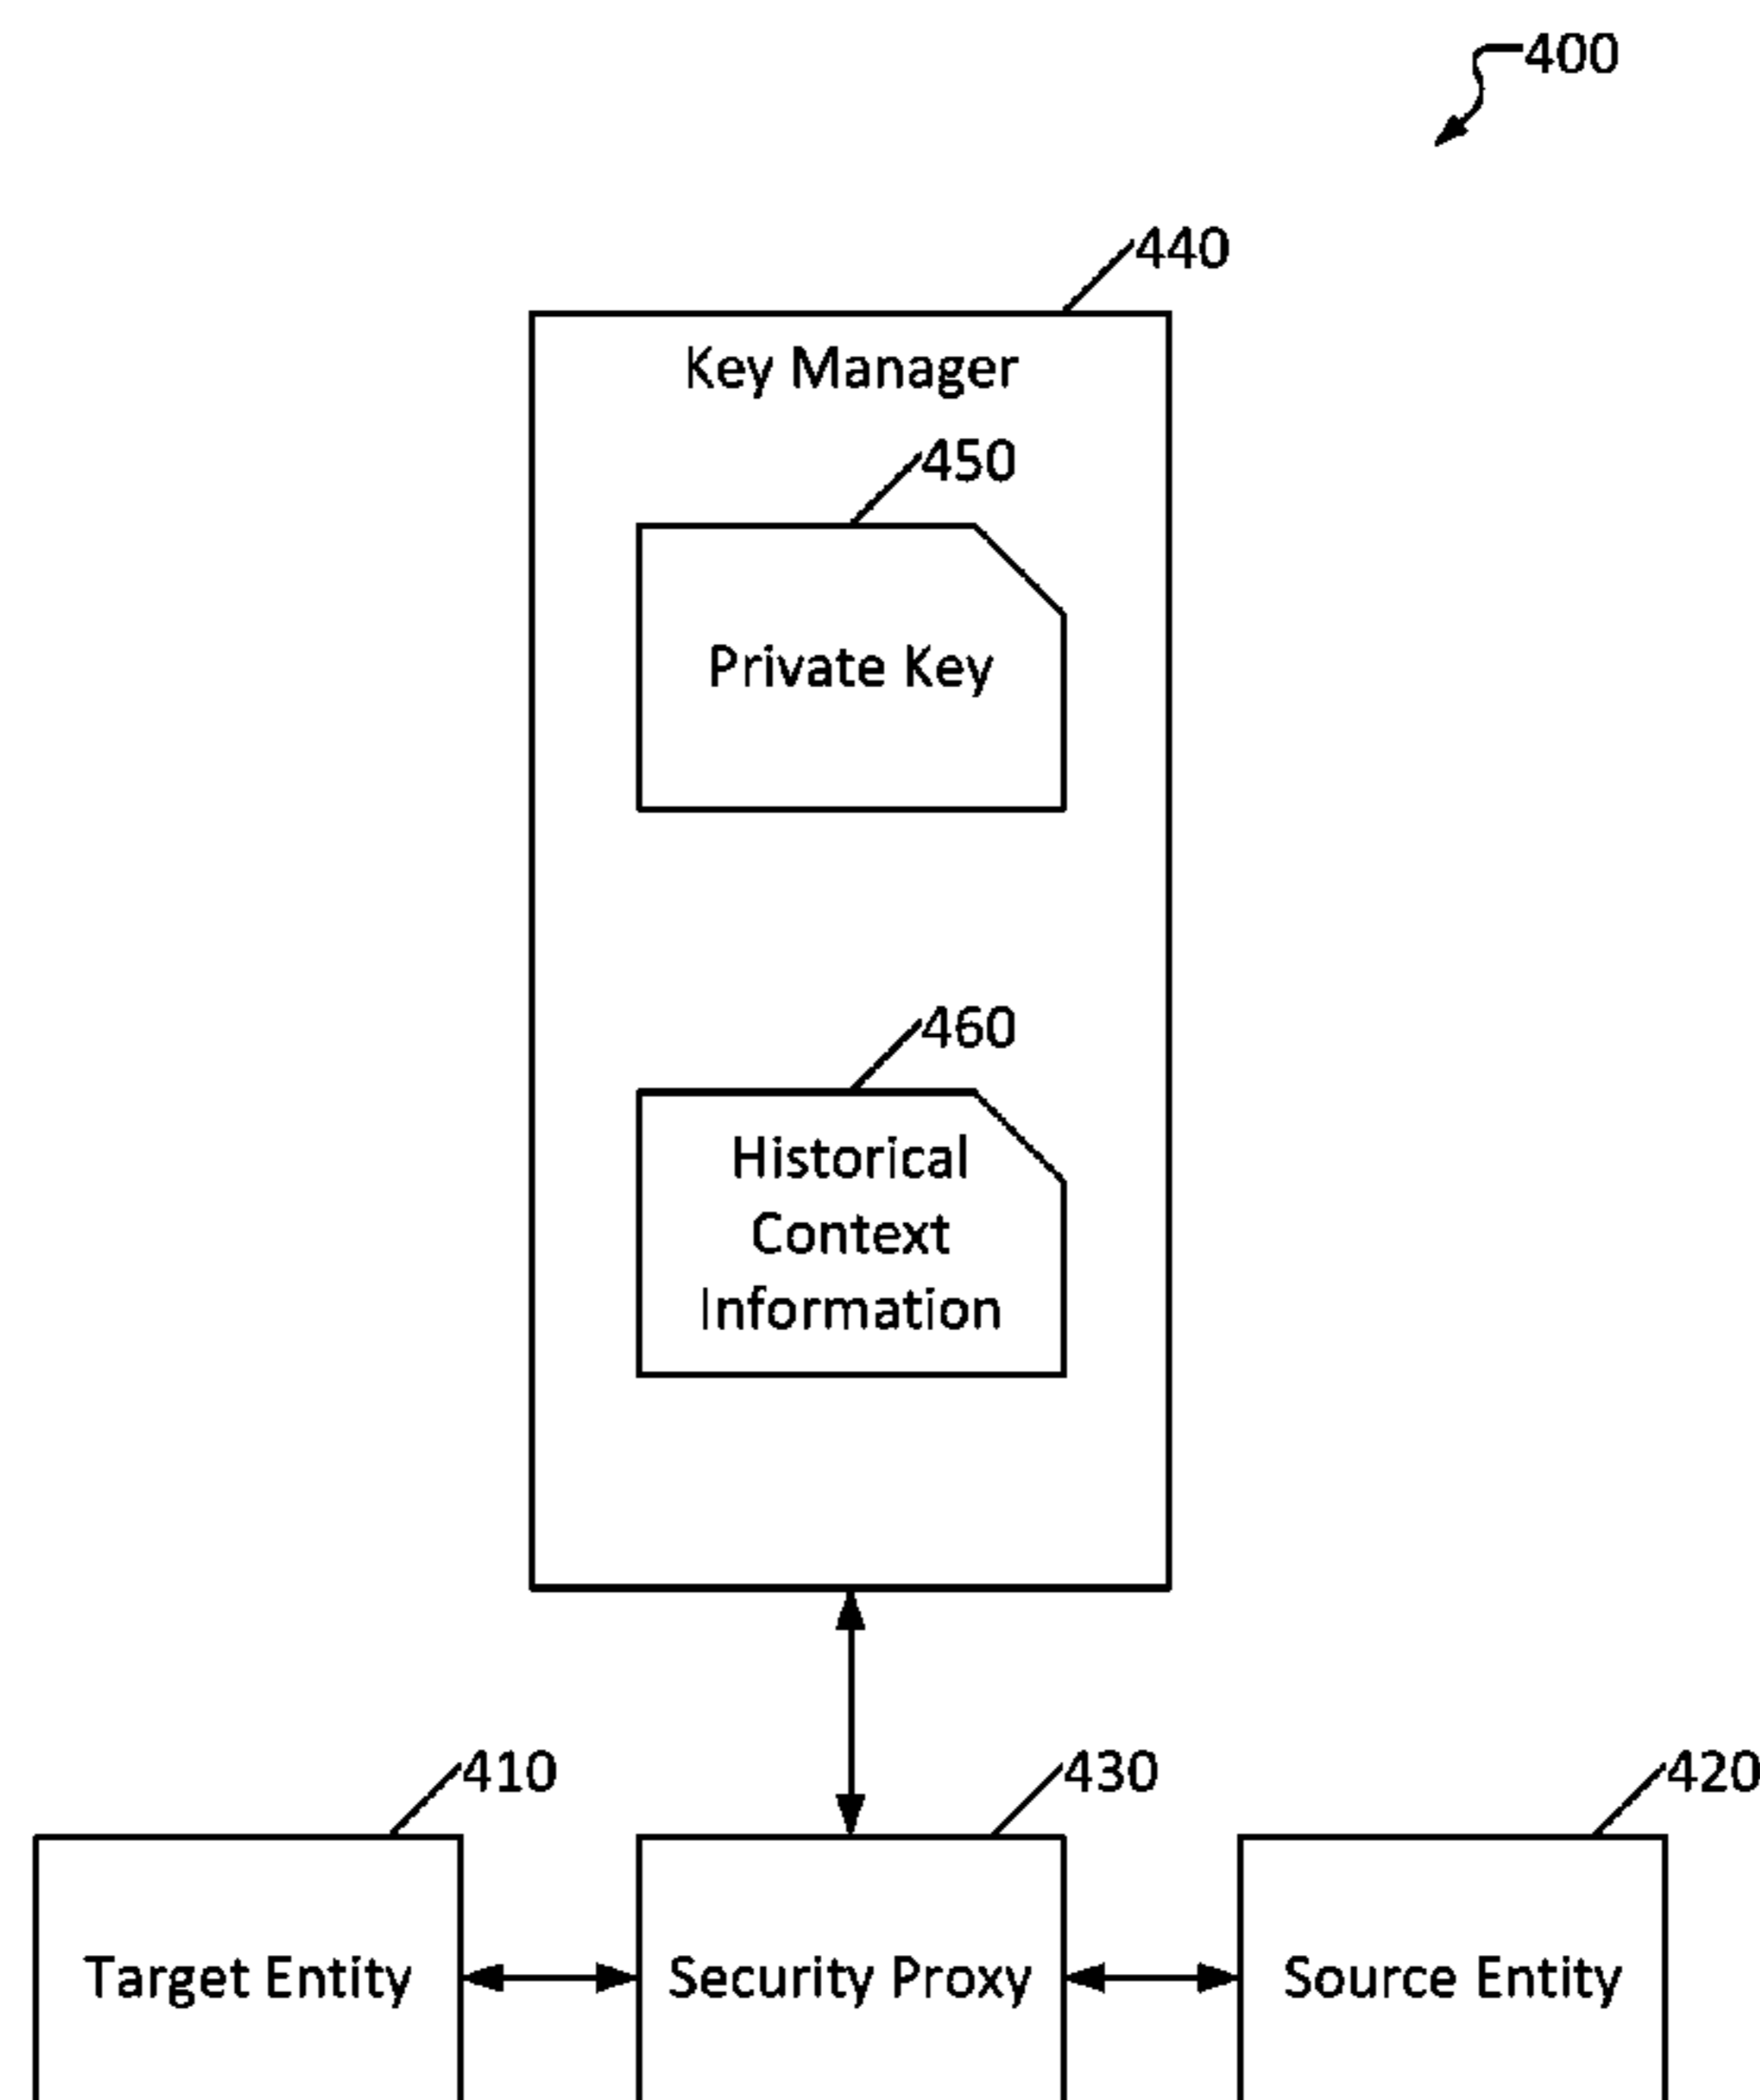 400
440
Key Manager
450
Private Key
460
Historical
Context
Information
410
430
420
Target Entity
Security Proxy
Source Entity